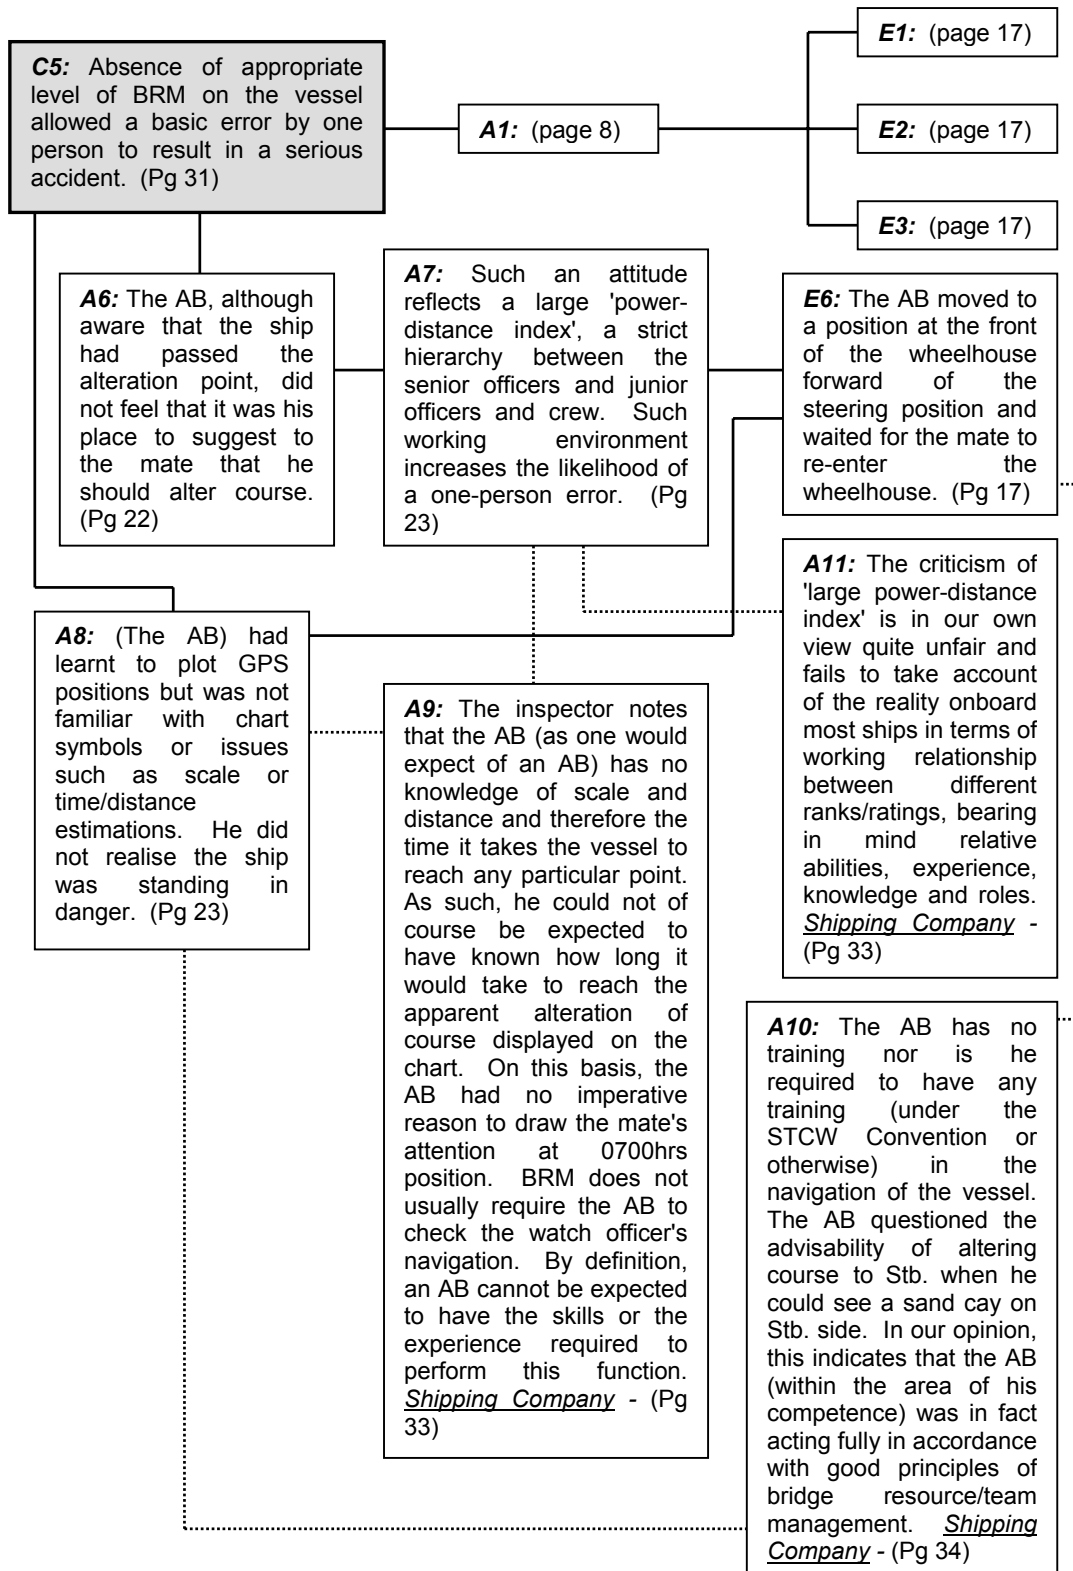 C5: Absence of appropriate
level of BRM on the vessel
allowed a basic error by one
person to result in a serious
accident. (Pg 31)
A1: (page 8)
E1: (page 17)
E2: (page 17)
E3: (page 17)
A6: The AB, although
aware that the ship
had passed the
alteration point, did
not feel that it was his
place to suggest to
the mate that he
should alter course.
(Pg 22)
A7: Such an attitude
reflects a large 'power-
distance index', a strict
hierarchy between the
senior officers and junior
officers and crew. Such
working environment
increases the likelihood of
a one-person error. (Pg
23)
E6: The AB moved to
a position at the front
of the wheelhouse
forward of the
steering position and
waited for the mate to
re-enter the
wheelhouse. (Pg 17)
A8: (The AB) had
learnt to plot GPS
positions but was not
familiar with chart
symbols or issues
such as scale or
time/distance
estimations. He did
not realise the ship
was standing in
danger. (Pg 23)
A9: The inspector notes
that the AB (as one would
expect of an AB) has no
knowledge of scale and
distance and therefore the
time it takes the vessel to
reach any particular point.
As such, he could not of
course be expected to
have known how long it
would take to reach the
apparent alteration of
course displayed on the
chart. On this basis, the
AB had no imperative
reason to draw the mate's
attention at 0700hrs
position. BRM does not
usually require the AB to
check the watch officer's
navigation. By definition,
an AB cannot be expected
to have the skills or the
experience required to
perform this function.
Shipping Company - (Pg
33)
A11: The criticism of
'large power-distance
index' is in our own
view quite unfair and
fails to take account
of the reality onboard
most ships in terms of
working relationship
between different
ranks/ratings, bearing
in mind relative
abilities, experience,
knowledge and roles.
Shipping Company -
(Pg 33)
A10: The AB has no
training nor is he
required to have any
training (under the
STCW Convention or
otherwise) in the
navigation of the vessel.
The AB questioned the
advisability of altering
course to Stb. when he
could see a sand cay on
Stb. side. In our opinion,
this indicates that the AB
(within the area of his
competence) was in fact
acting fully in accordance
with good principles of
bridge resource/team
management. Shipping
Company - (Pg 34)